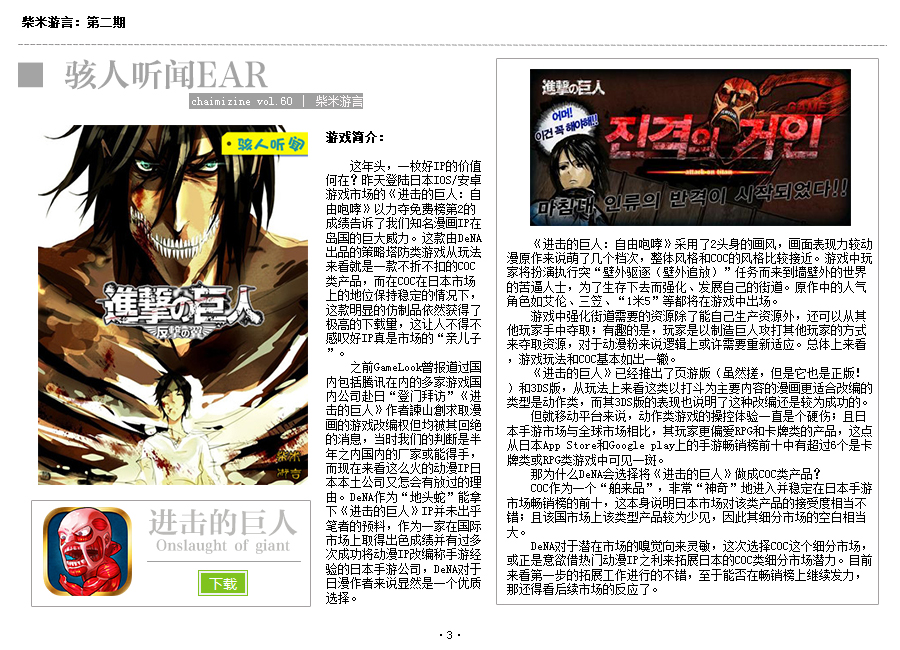 柴米游言：第二期
骇人听闻EAR
chaimizine vol.60 | 柴米游言
骇人听闻
進撃の巨人
-反撃の翼-
柴米
游言
进击的巨人
Onslaught of giant
下载
游戏简介：
这年头，一枚好IP的价值
何在？昨天登陆日本IOS/安卓
游戏市场的《进击的巨人：自
由咆哮》以力夺免费榜第2的
成绩告诉了我们知名漫画IP在
岛国的巨大威力。这款由DeNA
出品的策略塔防类游戏从玩法
来看就是一款不折不扣的COC
类产品，而在COC在日本市场
上的地位保持稳定的情况下，
这款明显的仿制品依然获得了
极高的下载量，这让人不得不
感叹好IP真是市场的“亲儿子
”。
之前GameLook曾报道过国
内包括腾讯在内的多家游戏国
内公司赴日“登门拜访”《进
击的巨人》作者諌山創求取漫
画的游戏改编权但均被其回绝
的消息，当时我们的判断是半
年之内国内的厂家或能得手，
而现在来看这么火的动漫IP日
本本土公司又怎会有放过的理
由。DeNA作为“地头蛇”能拿
下《进击的巨人》IP并未出乎
笔者的预料，作为一家在国际
市场上取得出色成绩并有过多
次成功将动漫IP改编称手游经
验的日本手游公司，DeNA对于
日漫作者来说显然是一个优质
选择。
進撃の巨人
어머!
이건 꼭 해야해!!
GAME
진격의 거인
attack on titan
마침내 인류의 반격이 시작되었다!!
《进击的巨人：自由咆哮》采用了2头身的画风，画面表现力较动
漫原作来说萌了几个档次，整体风格和COC的风格比较接近。游戏中玩
家将扮演执行突“壁外驱逐（壁外追放）”任务而来到墙壁外的世界
的苦逼人士，为了生存下去而强化、发展自己的街道。原作中的人气
角色如艾伦、三笠、“1米5”等都将在游戏中出场。
游戏中强化街道需要的资源除了能自己生产资源外，还可以从其
他玩家手中夺取；有趣的是，玩家是以制造巨人攻打其他玩家的方式
来夺取资源，对于动漫粉来说逻辑上或许需要重新适应。总体上来看
，游戏玩法和COC基本如出一辙。
《进击的巨人》已经推出了页游版（虽然搓，但是它也是正版！
）和3DS版，从玩法上来看这类以打斗为主要内容的漫画更适合改编的
类型是动作类，而其3DS版的表现也说明了这种改编还是较为成功的。
但就移动平台来说，动作类游戏的操控体验一直是个硬伤；且日
本手游市场与全球市场相比，其玩家更偏爱RPG和卡牌类的产品，这点
从日本App Store和Google play上的手游畅销榜前十中有超过6个是卡
牌类或RPG类游戏中可见一斑。
那为什么DeNA会选择将《进击的巨人》做成COC类产品？
COC作为一个“舶来品”，非常“神奇”地进入并稳定在日本手游
市场畅销榜的前十，这本身说明日本市场对该类产品的接受度相当不
错；且该国市场上该类型产品较为少见，因此其细分市场的空白相当
大。
DeNA对于潜在市场的嗅觉向来灵敏，这次选择COC这个细分市场，
或正是意欲借热门动漫IP之利来拓展日本的COC类细分市场潜力。目前
来看第一步的拓展工作进行的不错，至于能否在畅销榜上继续发力，
那还得看后续市场的反应了。
·3·